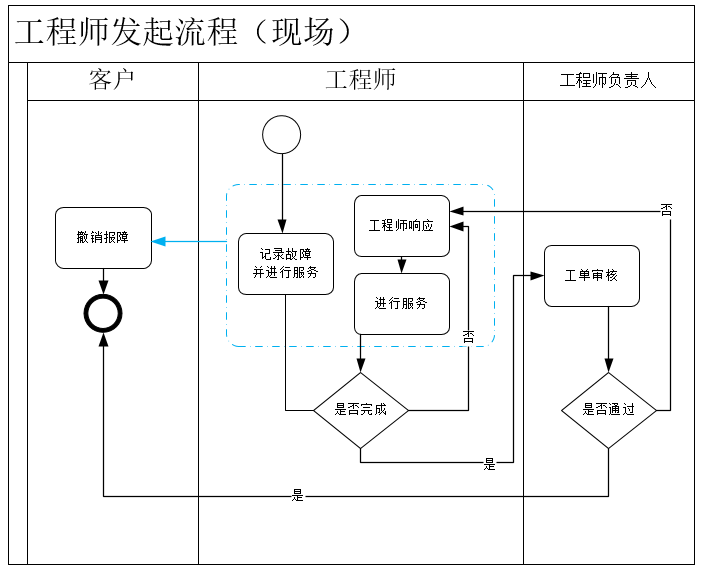 工程师发起流程（现场）
客户
工程师
工程师负责人
撤销报障
记录故障
并进行服务
工程师响应
进行服务
否
工单审核
否
是否完成
是否通过
是
是